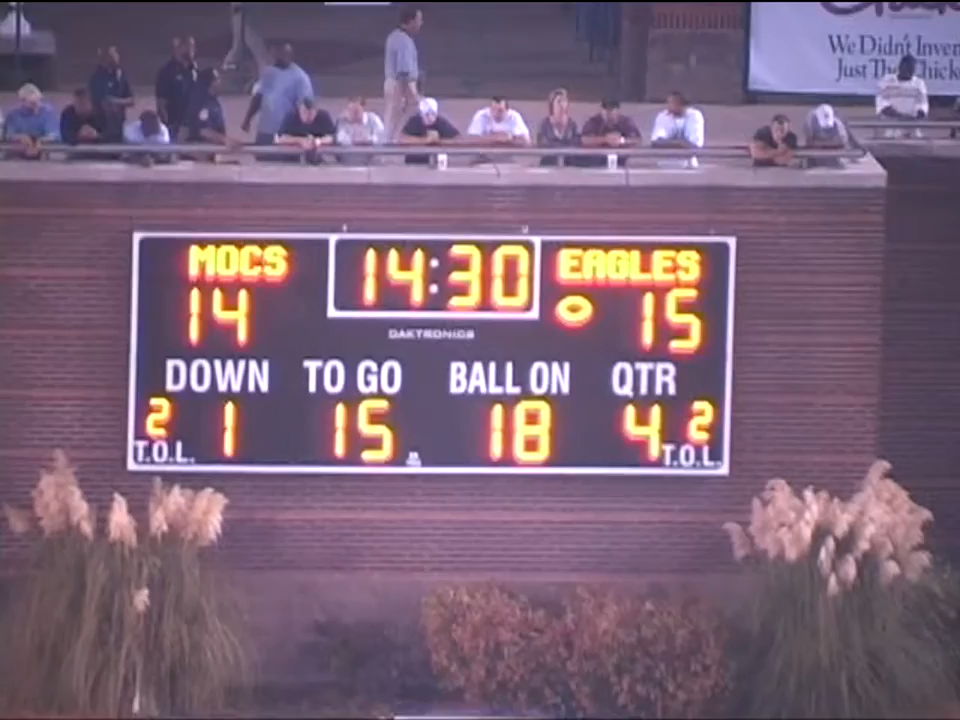 We Didn't Inven
Just The Chick
MOCS 14:30 EAGLES
14 15
DAKTRONICS
DOWN TO GO BALL ON QTR
2 1 15 18 4 2
T.O.L. T.O.L.